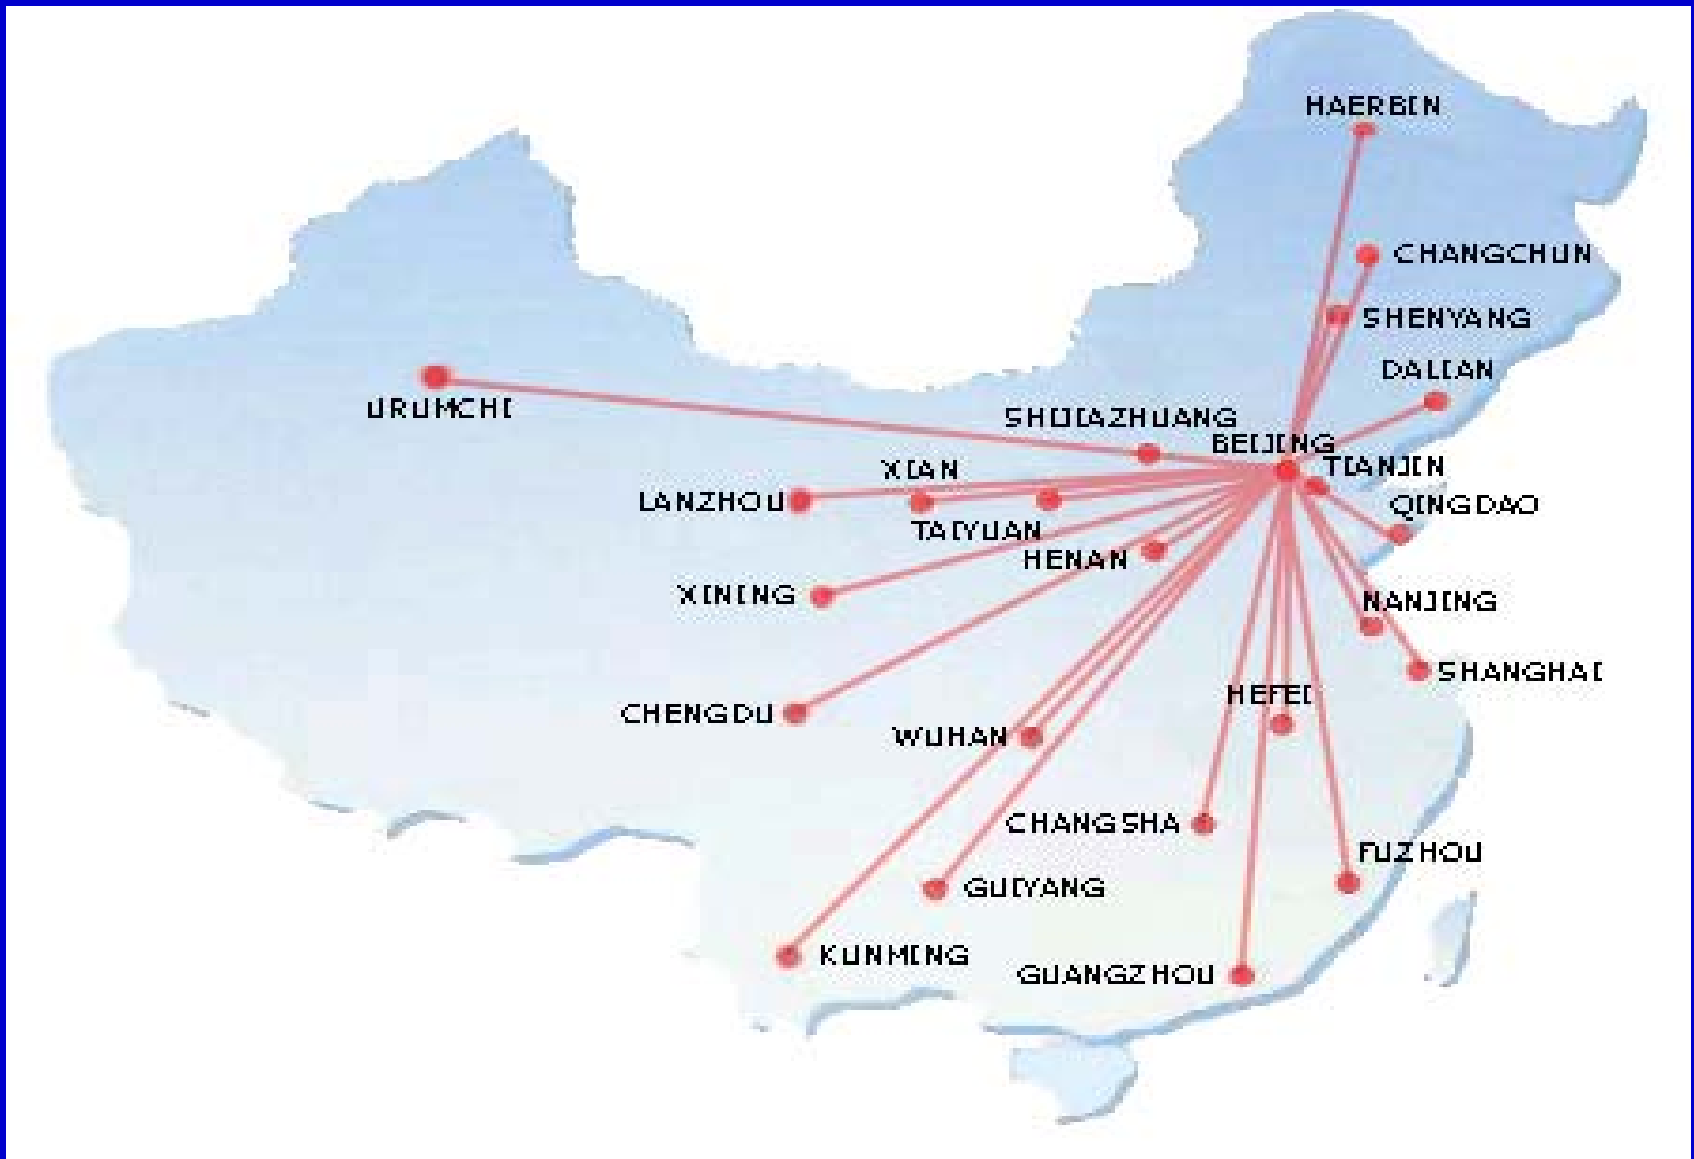 HAERBIN
CHANGCHUN
SHENYANG
DALIAN
URUMCHI
SHIJIAZHUANG
BEIJING
TIANJIN
XIAN
LANZHOU
QINGDAO
TAIYUAN
HENAN
XINING
NANJING
SHANGHAI
HEFEI
CHENGDU
WUHAN
CHANGSHA
FUZHOU
GUIYANG
KUNMING
GUANGZHOU